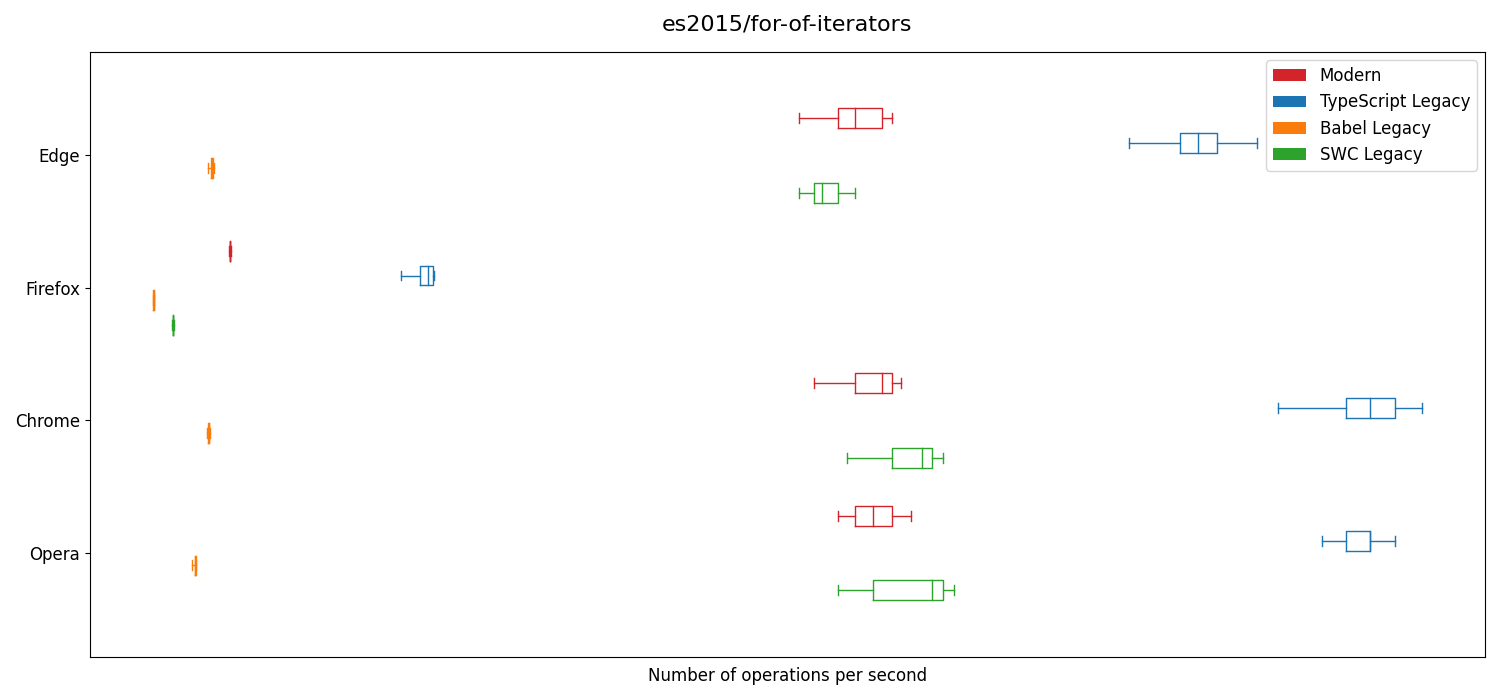 es2015/for-of-iterators
Modern
TypeScript Legacy
Babel Legacy
SWC Legacy
Edge
Firefox
Chrome
Opera
Number of operations per second